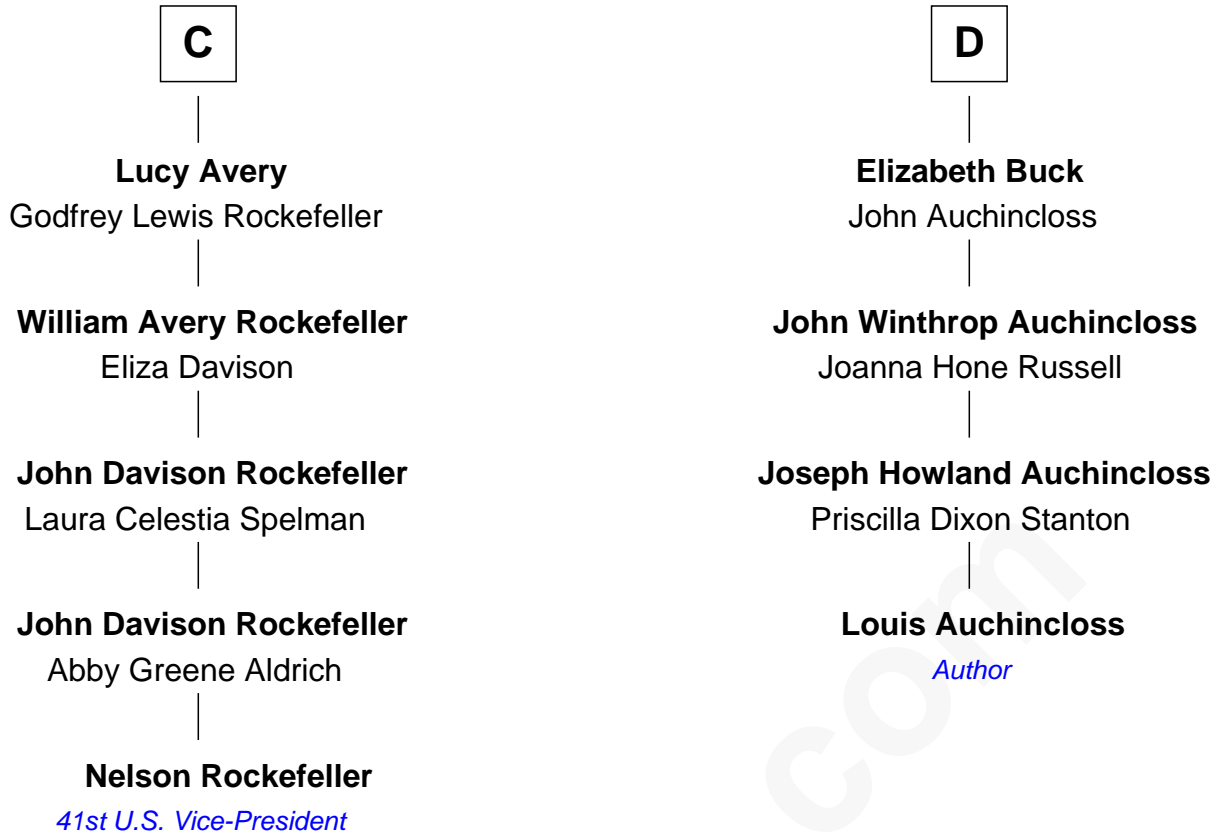 C
Lucy Avery
Godfrey Lewis Rockefeller
William Avery Rockefeller
Eliza Davison
John Davison Rockefeller
Laura Celestia Spelman
John Davison Rockefeller
Abby Greene Aldrich
Nelson Rockefeller
41st U.S. Vice-President
D
Elizabeth Buck
John Auchincloss
John Winthrop Auchincloss
Joanna Hone Russell
Joseph Howland Auchincloss
Priscilla Dixon Stanton
Louis Auchincloss
Author
com